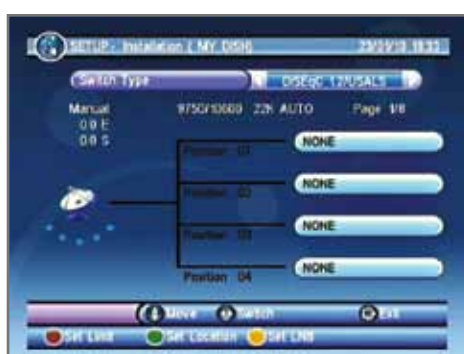 SETUP- Installation ( MY DISH)
Switch Type
DISEqC 1.2/USALS
Manual 9750/10600 22K AUTO Page 1/8
0.0 E
0.0 S
Position 01 NONE
Position 02 NONE
Position 03 NONE
Position 04 NONE
Move Switch Exit
Set Limit Set Location Set LNB